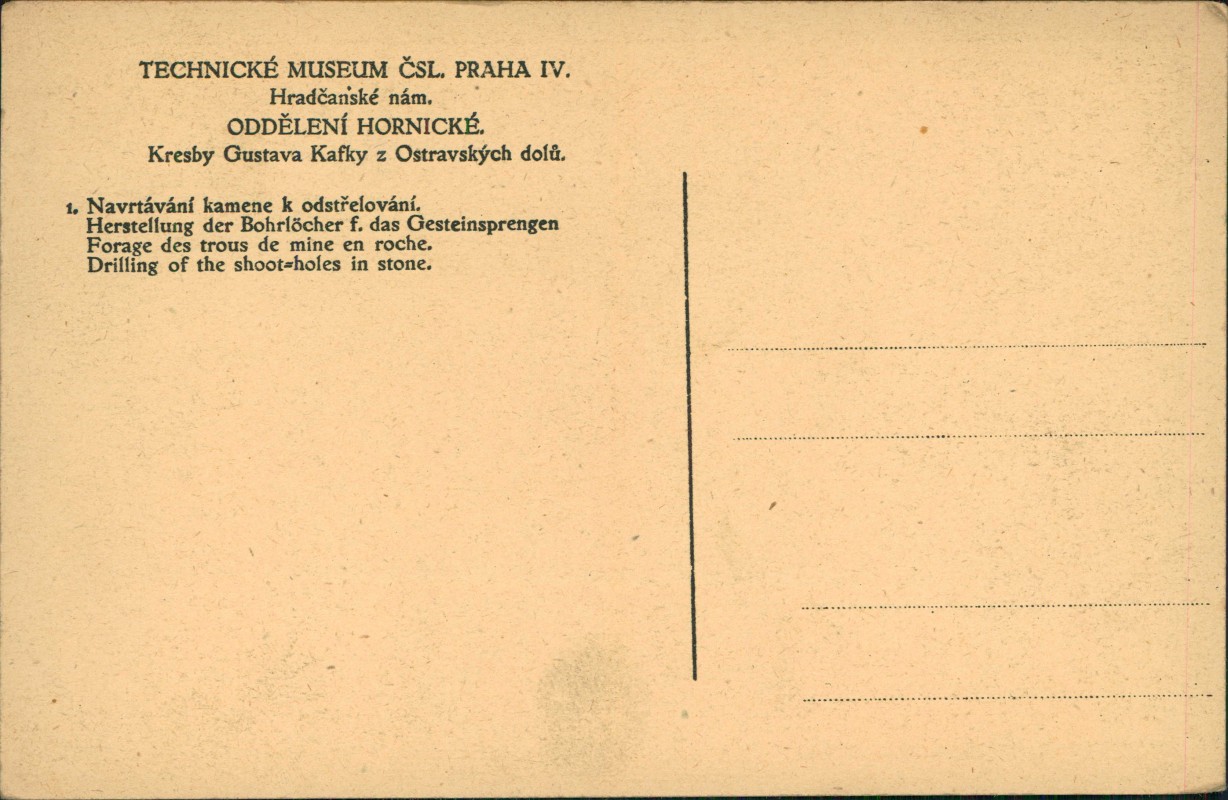 TECHNICKÉ MUSEUM ČSL. PRAHA IV.
Hradčanské nám.
ODDĚLENÍ HORNICKÉ.
Kresby Gustava Kafky z Ostravských dolů.
1. Navrtávání kamene k odstřelování.
Herstellung der Bohrlöcher f. das Gesteinsprengen
Forage des trous de mine en roche.
Drilling of the shoot=holes in stone.